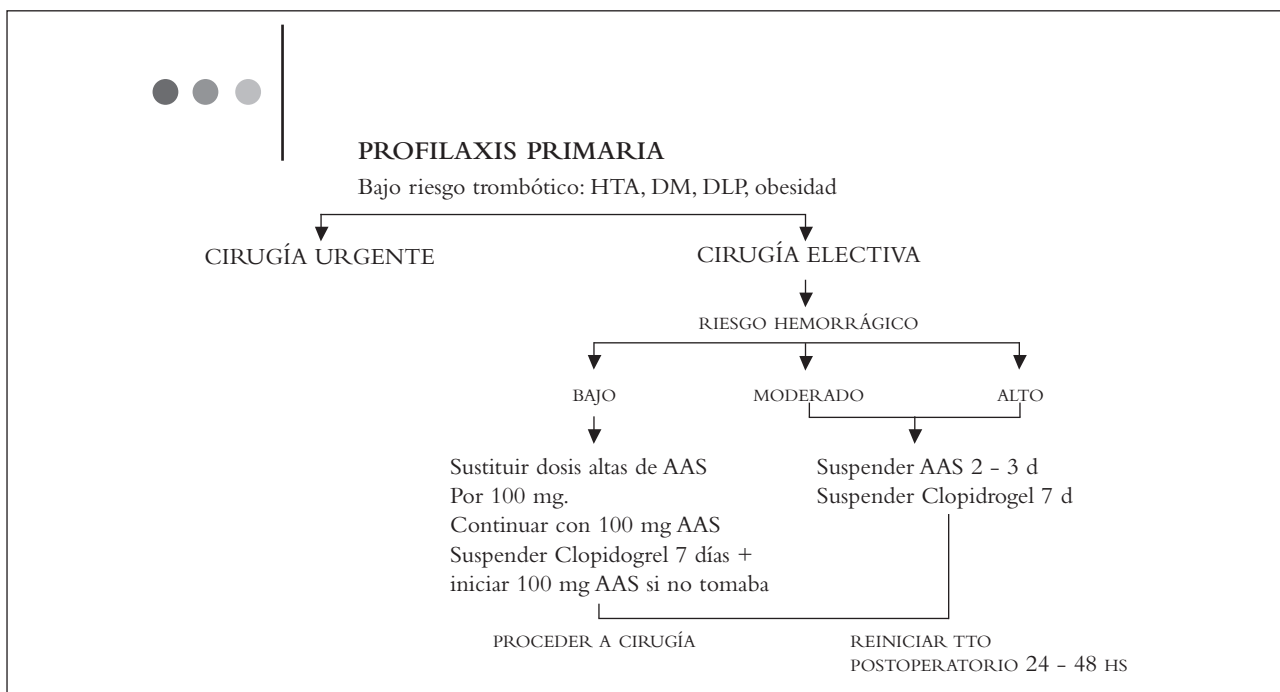 PROFILAXIS PRIMARIA
Bajo riesgo trombótico: HTA, DM, DLP, obesidad
CIRUGÍA URGENTE
CIRUGÍA ELECTIVA
RIESGO HEMORRÁGICO
BAJO
MODERADO
ALTO
Sustituir dosis altas de AAS
Por 100 mg.
Continuar con 100 mg AAS
Suspender Clopidogrel 7 días +
iniciar 100 mg AAS si no tomaba
Suspender AAS 2 - 3 d
Suspender Clopidrogel 7 d
PROCEDER A CIRUGÍA
REINICIAR TTO
POSTOPERATORIO 24 - 48 HS